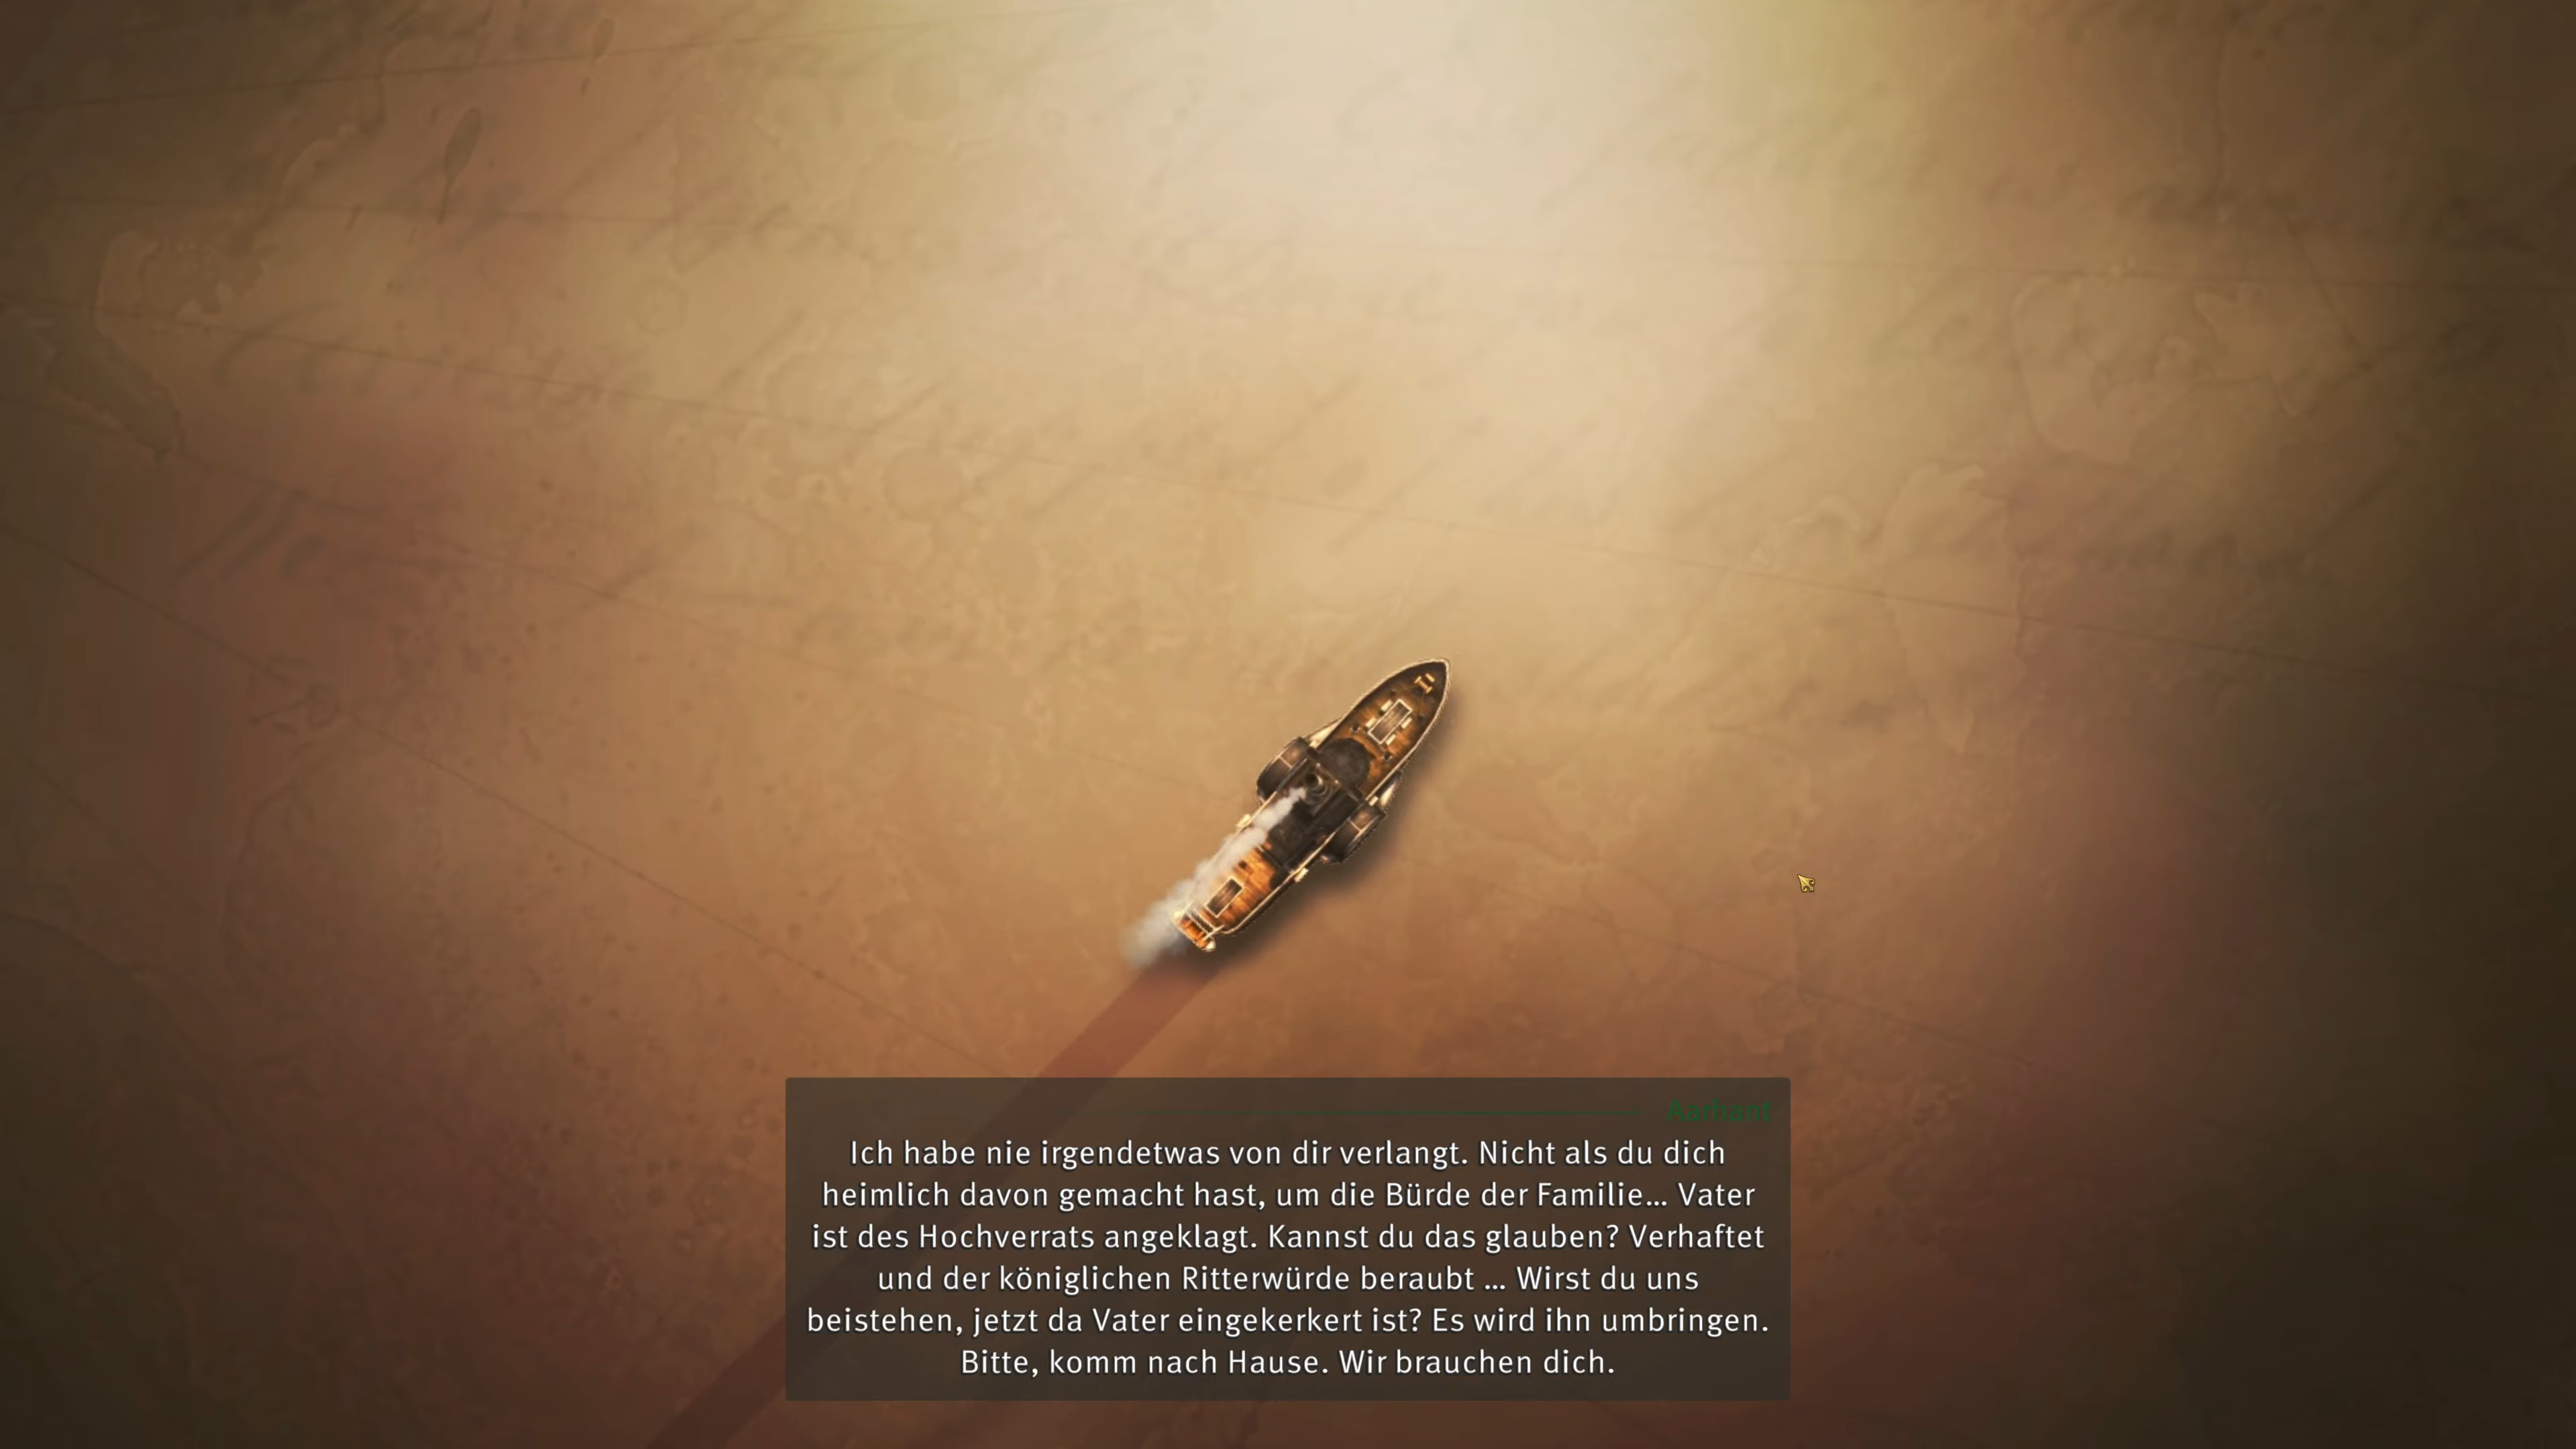 Aarhant
Ich habe nie irgendetwas von dir verlangt. Nicht als du dich
heimlich davon gemacht hast, um die Bürde der Familie... Vater
ist des Hochverrats angeklagt. Kannst du das glauben? Verhaftet
und der königlichen Ritterwürde beraubt ... Wirst du uns
beistehen, jetzt da Vater eingekerkert ist? Es wird ihn umbringen.
Bitte, komm nach Hause. Wir brauchen dich.